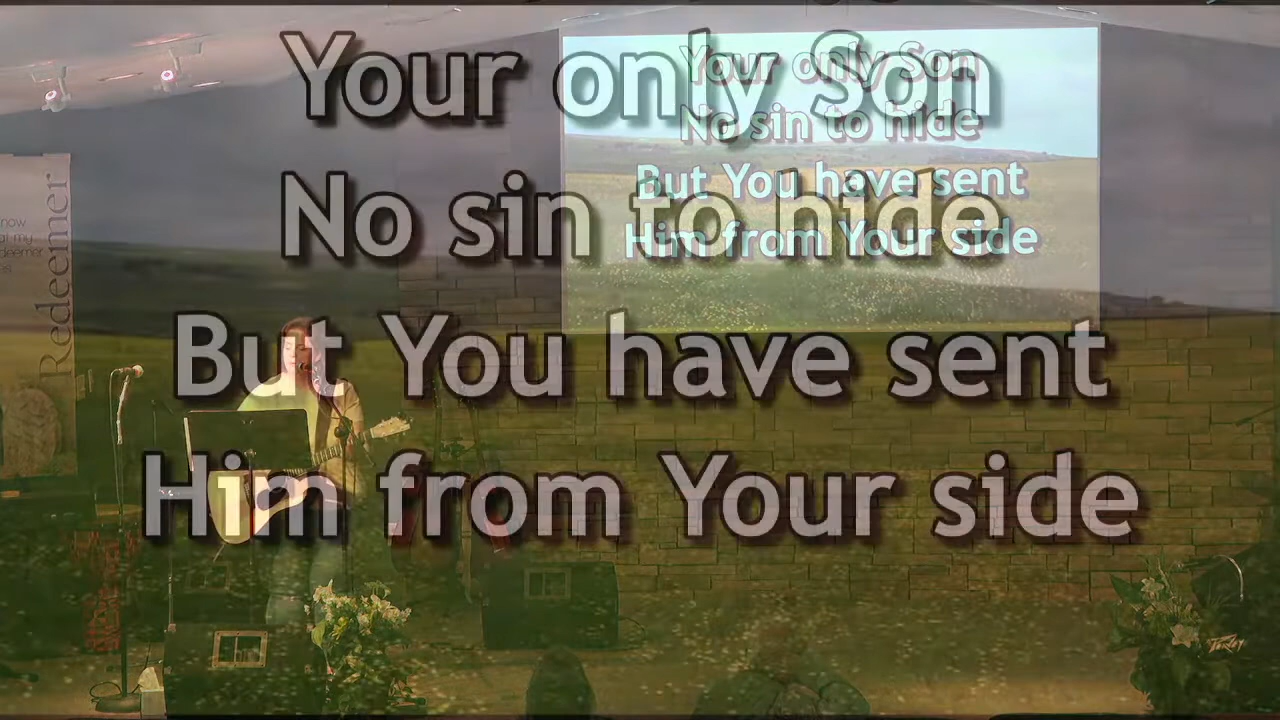 Your only Son
No sin to hide
But You have sent
Him from Your side
Your only Son
No sin to hide
But You have sent
Him from Your side
Redeemer